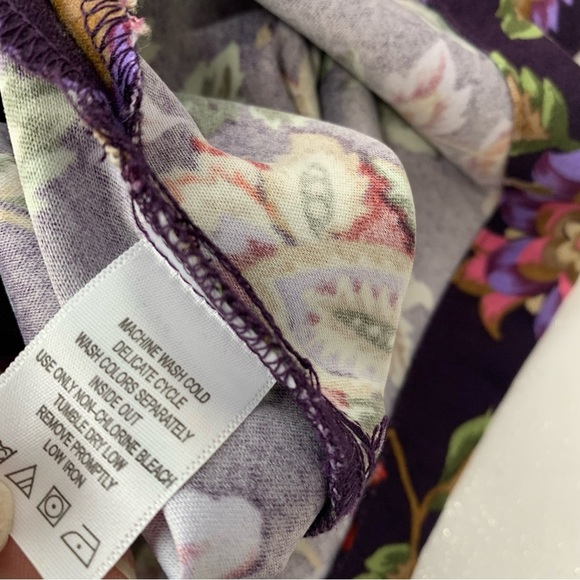 MACHINE WASH COLD
DELICATE CYCLE
WASH COLORS SEPARATELY
INSIDE OUT
USE ONLY NON-CHLORINE BLEACH
TUMBLE DRY LOW
REMOVE PROMPTLY
LOW IRON